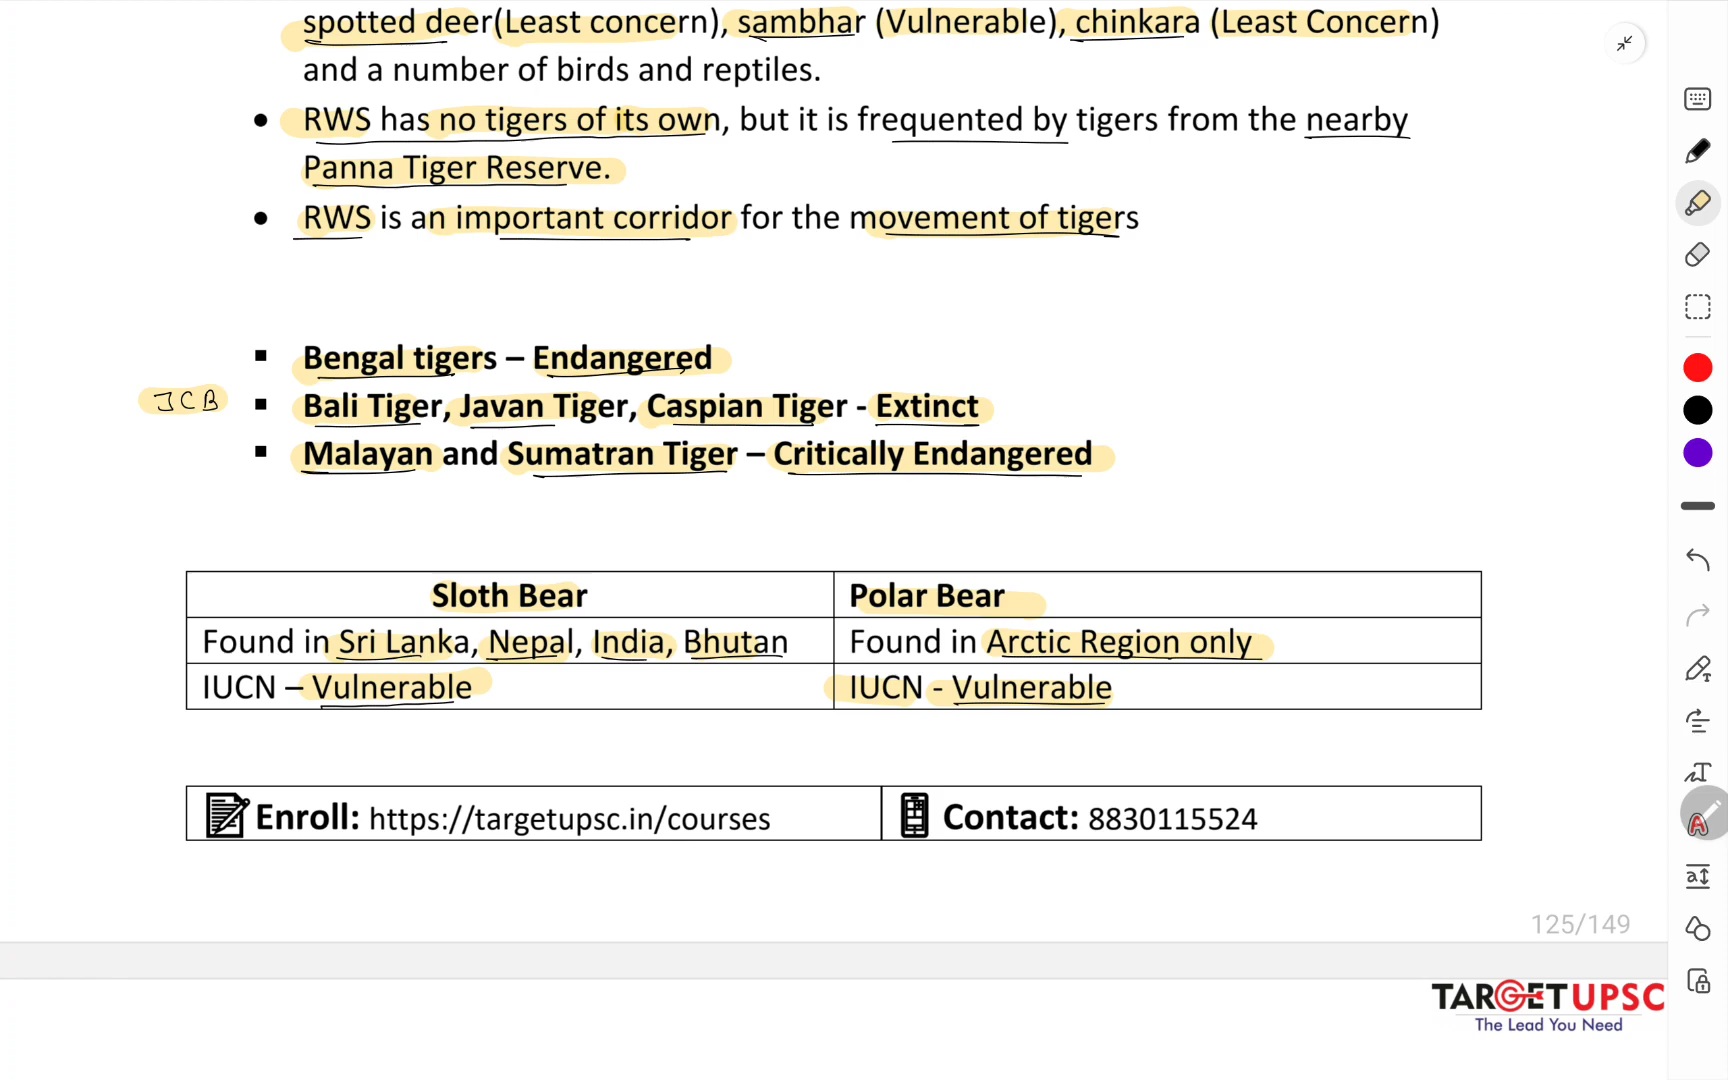 spotted deer(Least concern), sambhar (Vulnerable), chinkara (Least Concern)
and a number of birds and reptiles.
• RWS has no tigers of its own, but it is frequented by tigers from the nearby
Panna Tiger Reserve.
• RWS is an important corridor for the movement of tigers
▪ Bengal tigers – Endangered
JCB
▪ Bali Tiger, Javan Tiger, Caspian Tiger - Extinct
▪ Malayan and Sumatran Tiger – Critically Endangered
Sloth Bear Polar Bear
Found in Sri Lanka, Nepal, India, Bhutan Found in Arctic Region only
IUCN – Vulnerable IUCN - Vulnerable
Enroll: https://targetupsc.in/courses Contact: 8830115524
125/149
TARGET UPSC
The Lead You Need